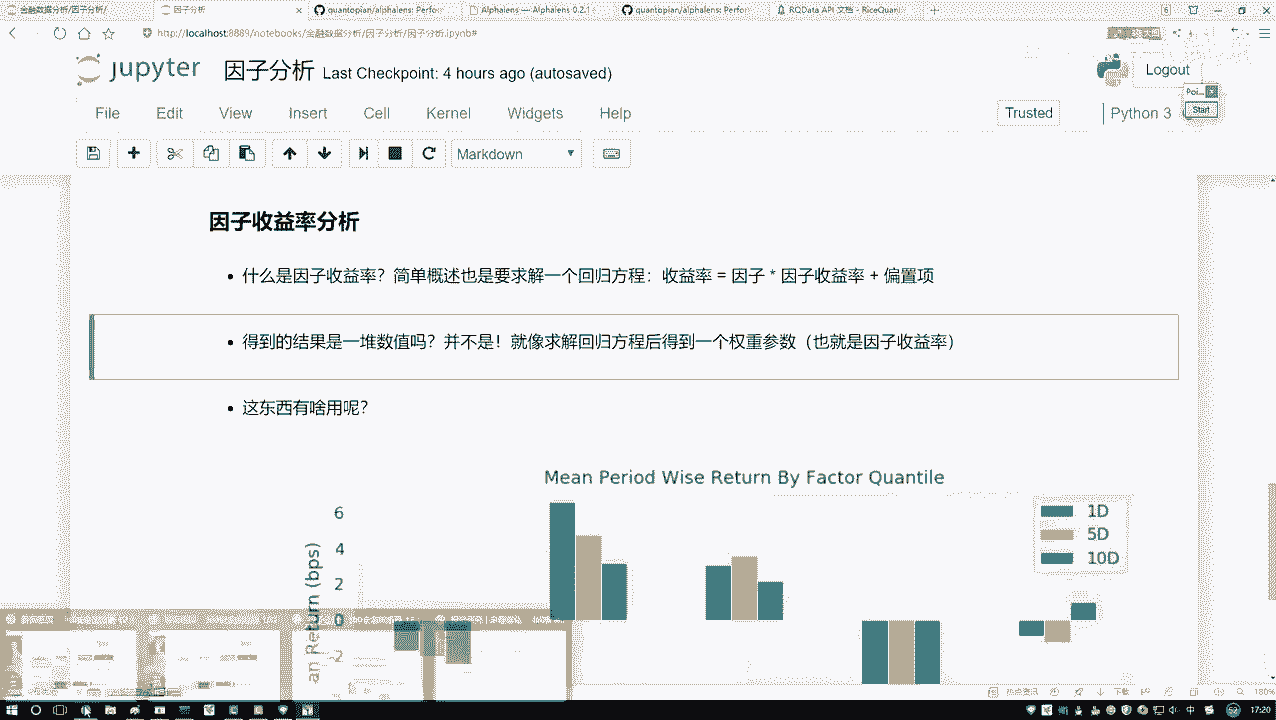 金融数据分析/因子分析/
因子分析
quantopian/alphalens: Perfo
Alphalens — Alphalens 0.2.1
quantopian/alphalens: Perfo
RQData API 文档 - RiceQuant
http://localhost:8889/notebooks/金融数据分析/因子分析/因子分析.ipynb#
jupyter 因子分析 Last Checkpoint: 4 hours ago (autosaved)
Logout
Start
File Edit View Insert Cell Kernel Widgets Help
Trusted
Python 3
Markdown
因子收益率分析
什么是因子收益率？简单概述也是要求解一个回归方程：收益率 = 因子 * 因子收益率 + 偏置项
得到的结果是一堆数值吗？并不是！就像求解回归方程后得到一个权重参数（也就是因子收益率）
这东西有啥用呢？
Mean Period Wise Return By Factor Quantile
1D
5D
10D
6
4
2
0
-2
an Return (bps)
下载
160%
中
17:20